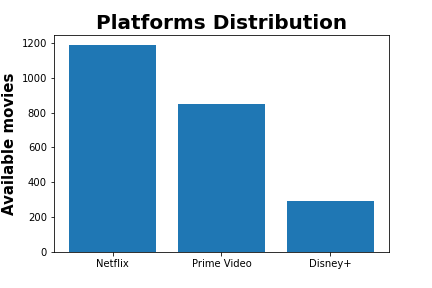 Platforms Distribution
Available movies
1200
1000
800
600
400
200
0
Netflix
Prime Video
Disney+